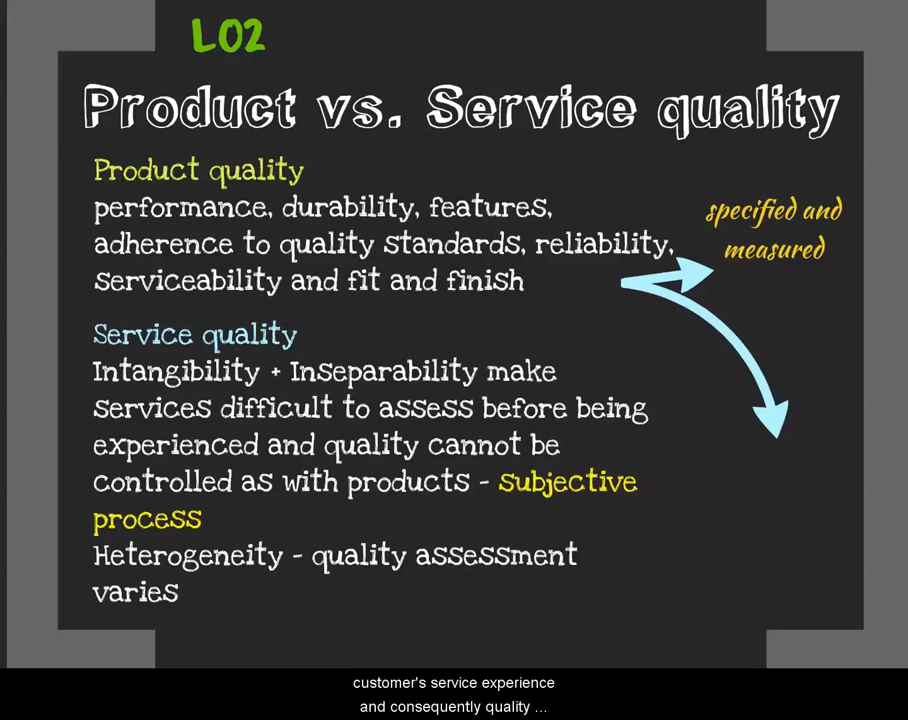 LO2
Product vs. Service quality
Product quality
performance, durability, features,
adherence to quality standards, reliability,
serviceability and fit and finish
specified and
measured
Service quality
Intangibility + Inseparability make
services difficult to assess before being
experienced and quality cannot be
controlled as with products - subjective
process
Heterogeneity - quality assessment
varies
customer's service experience
and consequently quality ...